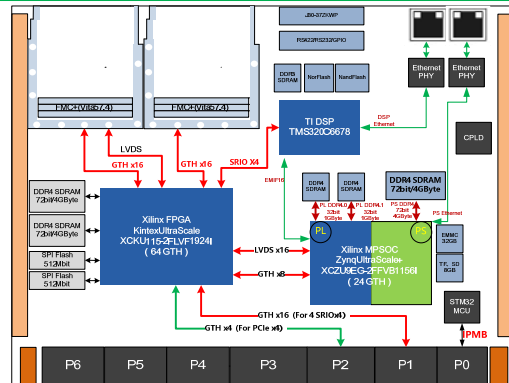 JB0-37ZKWP
RS422/RS232/GPIO
DDR3
SDRAM
NorFlash
NandFlash
Ethernet
PHY
Ethernet
PHY
FMC+(Vita57.4)
FMC+(Vita57.4)
TI DSP
TMS320C6678
DSP
Ethernet
CPLD
LVDS
GTH x16
GTH x16
SRIO X4
EMIF16
DDR4 SDRAM
72bit/4GByte
DDR4 SDRAM
72bit/4GByte
SPI Flash
512Mbit
SPI Flash
512Mbit
Xilinx FPGA
KintexUltraScale
XCKU115-2FLVF1924I
( 64 GTH )
DDR4
SDRAM
DDR4
SDRAM
DDR4 SDRAM
72bit/4GByte
PL DDR4.0
32bit
1GByte
PL DDR4.1
32bit
1GByte
PS DDR4
72bit
4GByte
PS Ethernet
PL
PS
Xilinx MPSOC
ZynqUltraScale+
XCZU9EG-2FFVB1156I
( 24 GTH )
EMMC
32GB
T.F. SD
8GB
LVDS x16
GTH x8
STM32
MCU
GTH x16 (For 4 SRIOx4)
GTH x4 (For PCIe x4)
IPMB
P6
P5
P4
P3
P2
P1
P0